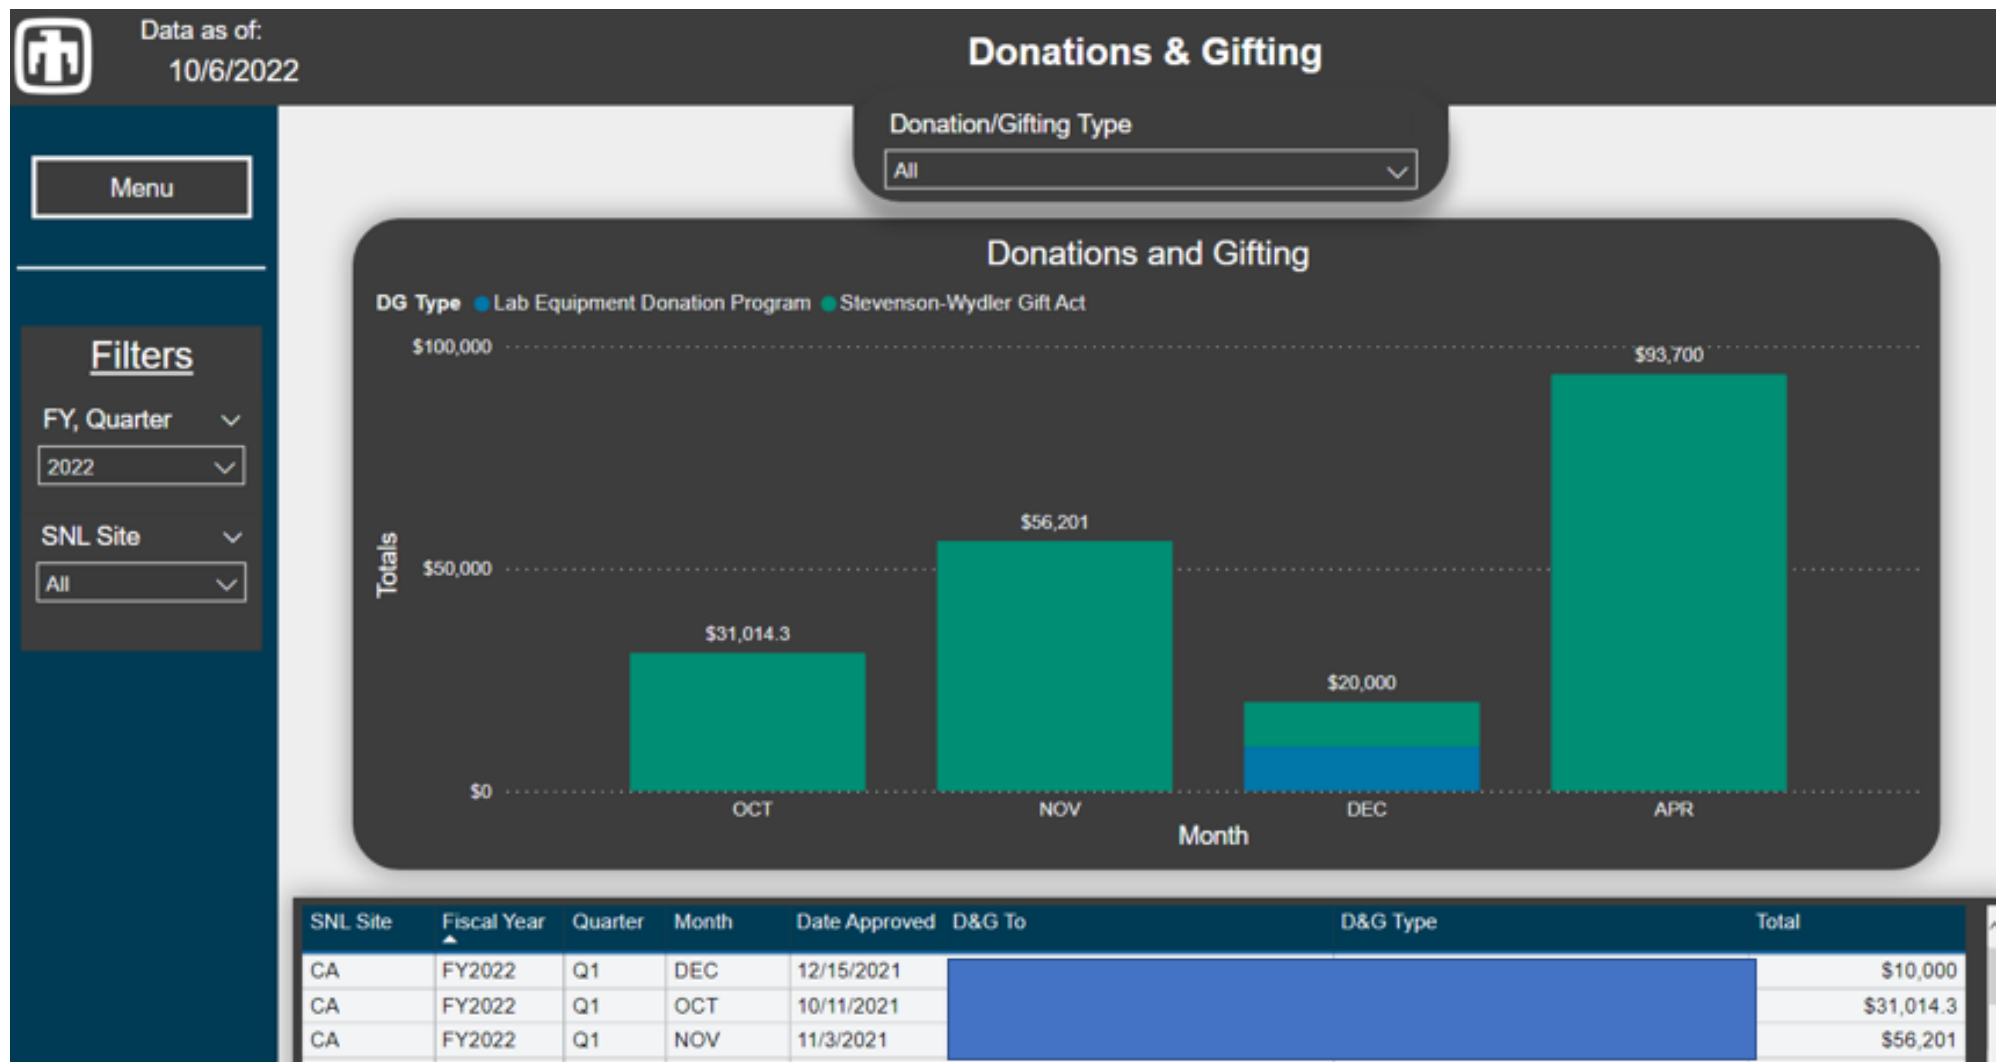 Data as of:
10/6/2022
Donations & Gifting
Donation/Gifting Type
All
Menu
Filters
FY, Quarter
2022
SNL Site
All
Donations and Gifting
DG Type Lab Equipment Donation Program Stevenson-Wydler Gift Act
$100,000
$50,000
$0
Totals
$31,014.3
$56,201
$20,000
$93,700
OCT NOV DEC APR
Month
SNL Site Fiscal Year Quarter Month Date Approved D&G To D&G Type Total
CA FY2022 Q1 DEC 12/15/2021 $10,000
CA FY2022 Q1 OCT 10/11/2021 $31,014.3
CA FY2022 Q1 NOV 11/3/2021 $56,201